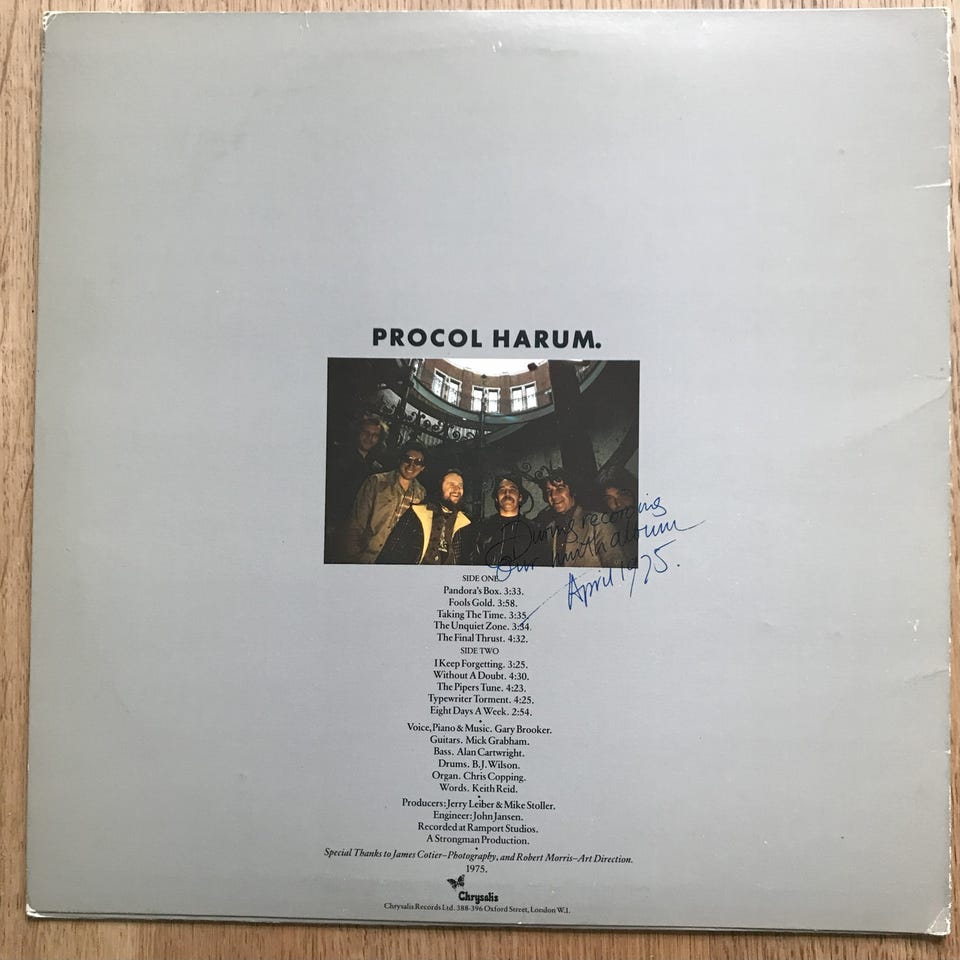 PROCOL HARUM.
During recording
Our ninth album
April 1975.
SIDE ONE
Pandora's Box. 3:33.
Fools Gold. 3:58.
Taking The Time. 3:35.
The Unquiet Zone. 3:34.
The Final Thrust. 4:32.
SIDE TWO
I Keep Forgetting. 3:25.
Without A Doubt. 4:30.
The Pipers Tune. 4:23.
Typewriter Torment. 4:25.
Eight Days A Week. 2:54.
Voice, Piano & Music. Gary Brooker.
Guitars. Mick Grabham.
Bass. Alan Cartwright.
Drums. B.J. Wilson.
Organ. Chris Copping.
Words. Keith Reid.
Producers: Jerry Leiber & Mike Stoller.
Engineer: John Jansen.
Recorded at Ramport Studios.
A Strongman Production.
Special Thanks to James Cotier–Photography, and Robert Morris–Art Direction.
1975.
Chrysalis
Chrysalis Records Ltd. 388-396 Oxford Street, London W.1.